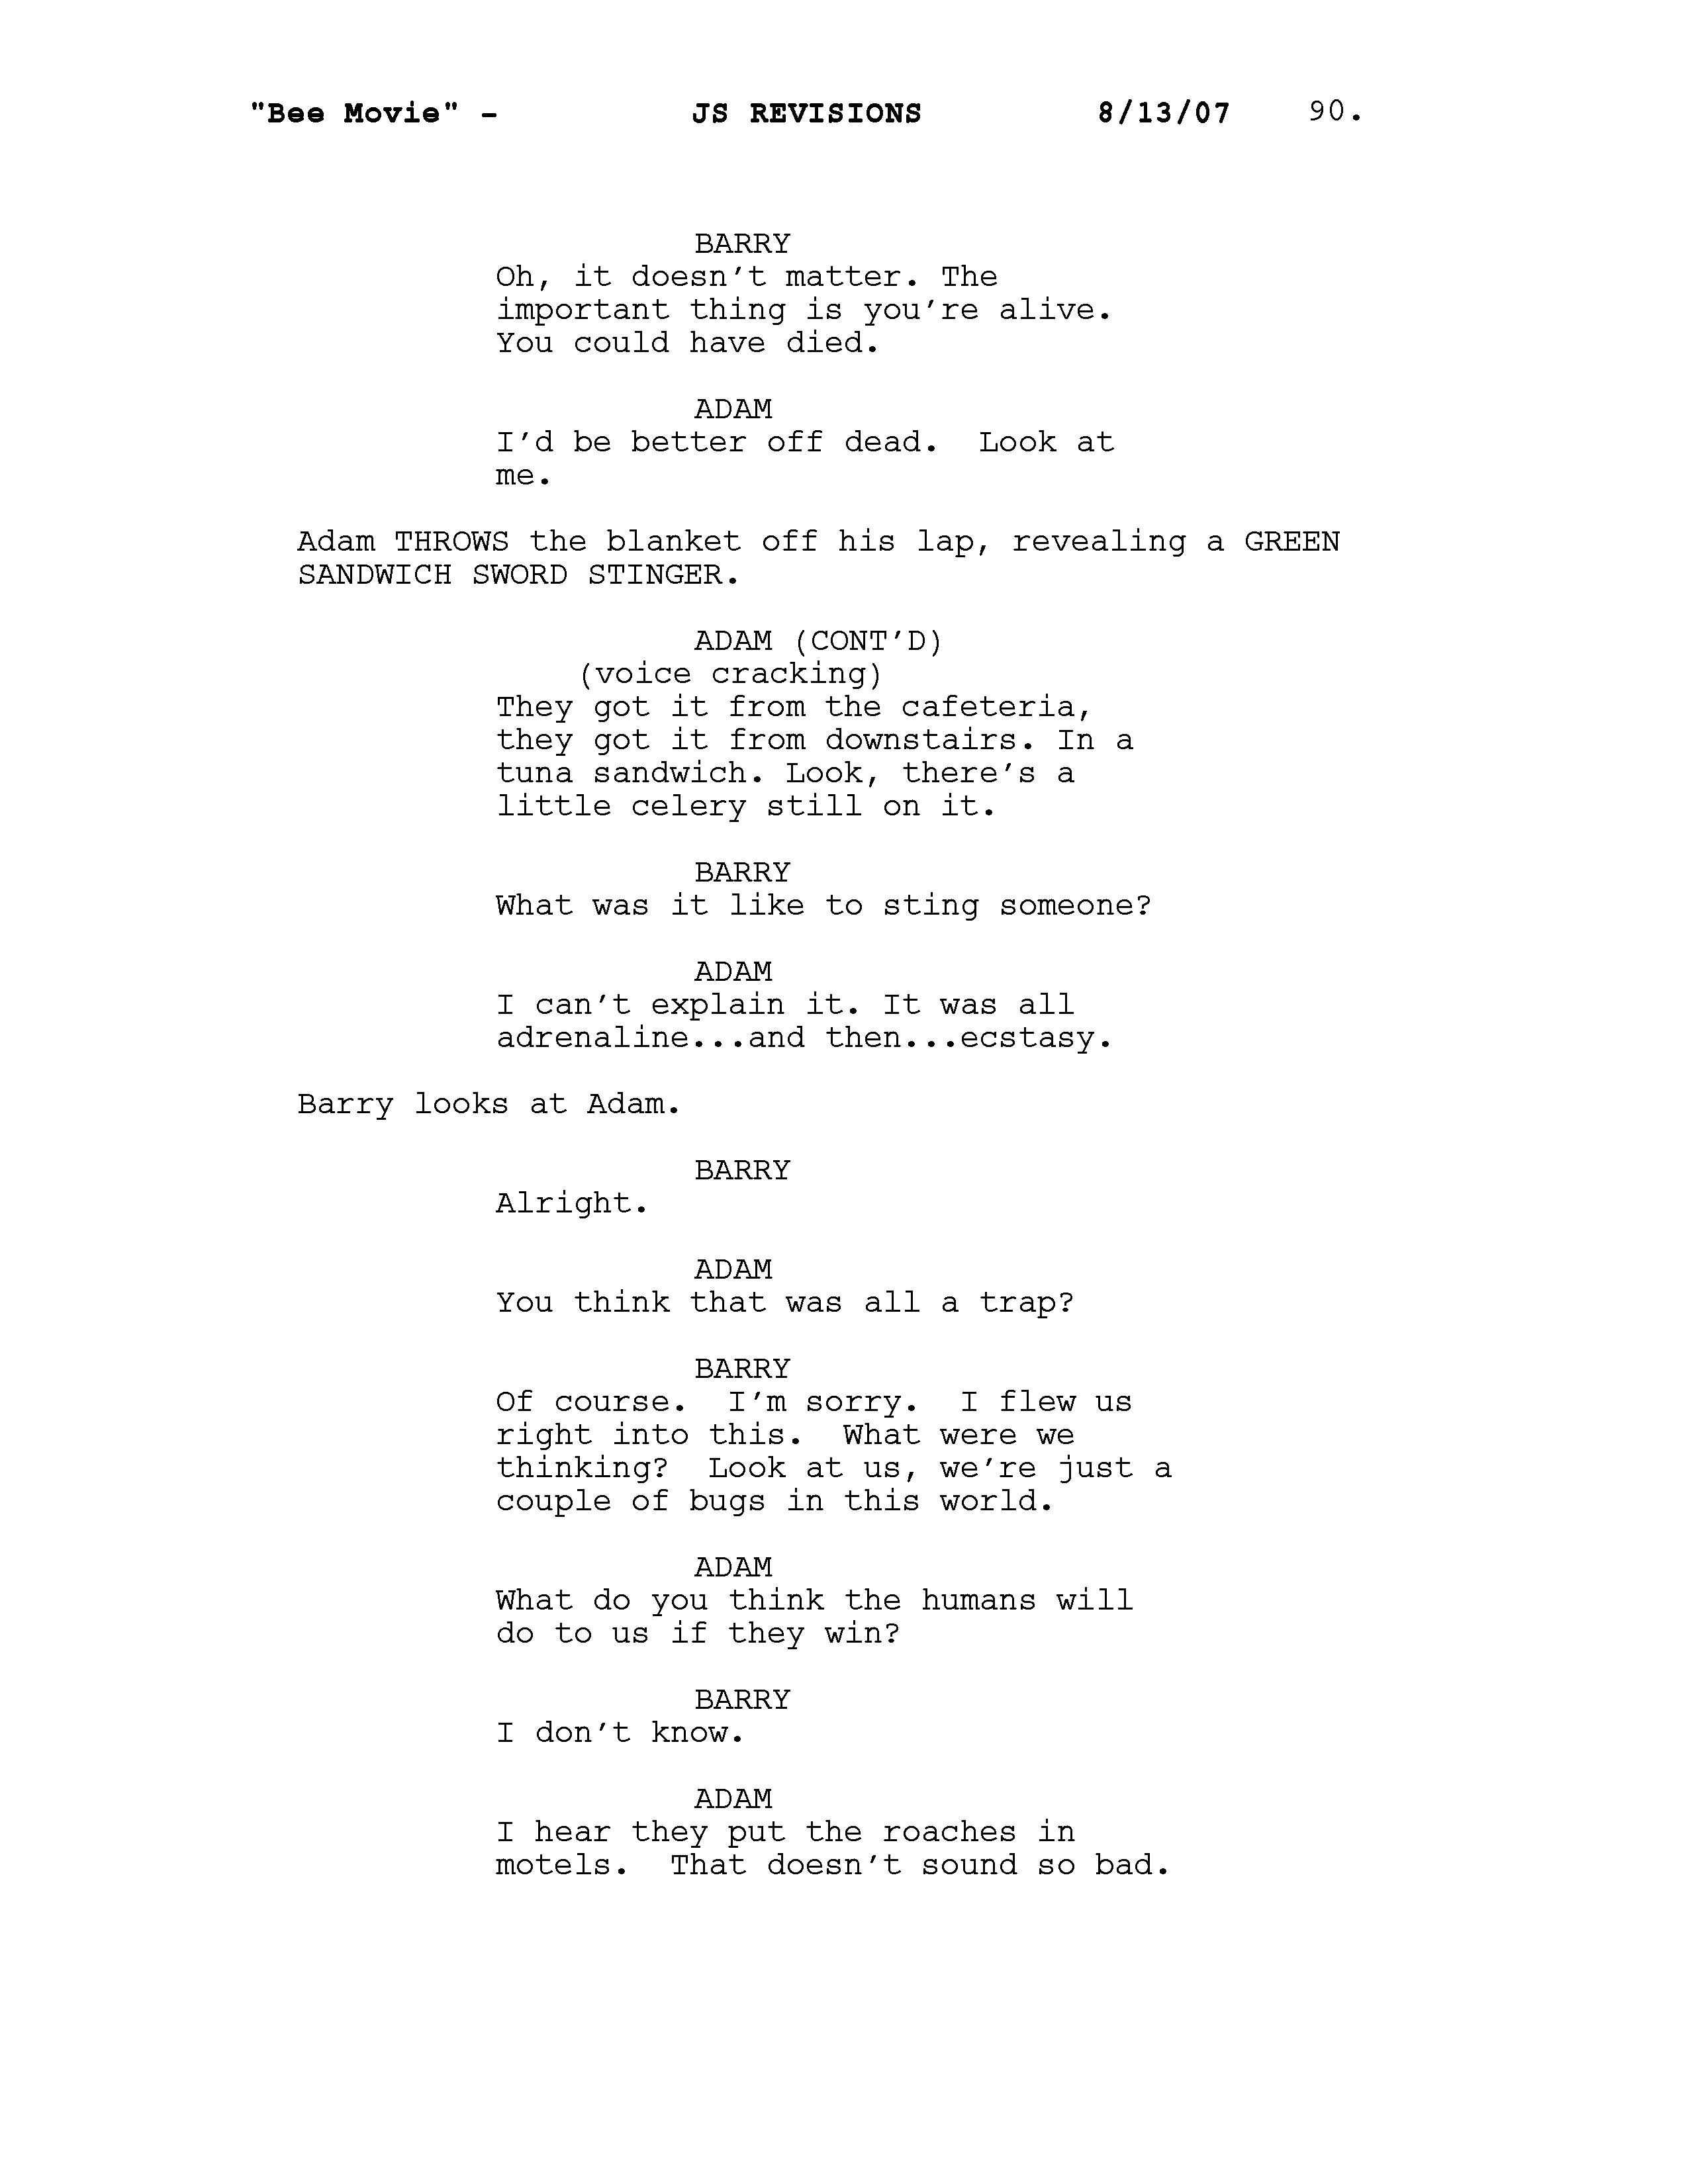 "Bee Movie" - JS REVISIONS 8/13/07 90.
BARRY
Oh, it doesn't matter. The
important thing is you're alive.
You could have died.
ADAM
I'd be better off dead.  Look at
me.
Adam THROWS the blanket off his lap, revealing a GREEN
SANDWICH SWORD STINGER.
ADAM (CONT'D)
(voice cracking)
They got it from the cafeteria,
they got it from downstairs. In a
tuna sandwich. Look, there's a
little celery still on it.
BARRY
What was it like to sting someone?
ADAM
I can't explain it. It was all
adrenaline...and then...ecstasy.
Barry looks at Adam.
BARRY
Alright.
ADAM
You think that was all a trap?
BARRY
Of course.  I'm sorry.  I flew us
right into this.  What were we
thinking?  Look at us, we're just a
couple of bugs in this world.
ADAM
What do you think the humans will
do to us if they win?
BARRY
I don't know.
ADAM
I hear they put the roaches in
motels.  That doesn't sound so bad.